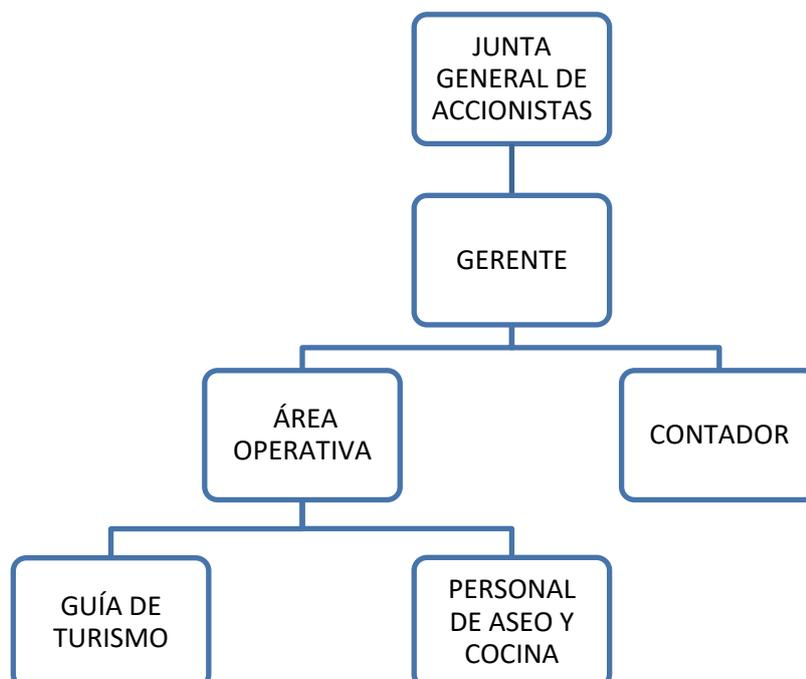 JUNTA
GENERAL DE
ACCIONISTAS
GERENTE
ÁREA
OPERATIVA
CONTADOR
GUÍA DE
TURISMO
PERSONAL
DE ASEO Y
COCINA